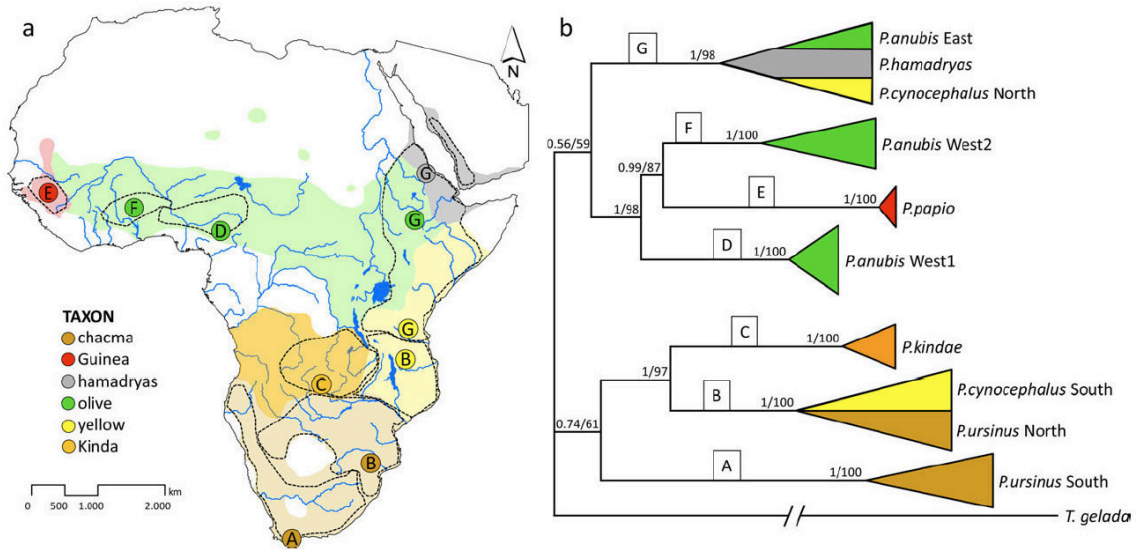 a
N
E
F
D
G
G
G
B
C
B
A
TAXON
chacma
Guinea
hamadryas
olive
yellow
Kinda
0 500 1.000 2.000 km
b
G
1/98
P.anubis East
P.hamadryas
P.cynocephalus North
0.56/59
F
1/100
P.anubis West2
0.99/87
E
1/100
P.papio
1/98
D
1/100
P.anubis West1
C
1/100
P.kindae
1/97
B
1/100
P.cynocephalus South
P.ursinus North
0.74/61
A
1/100
P.ursinus South
T. gelada